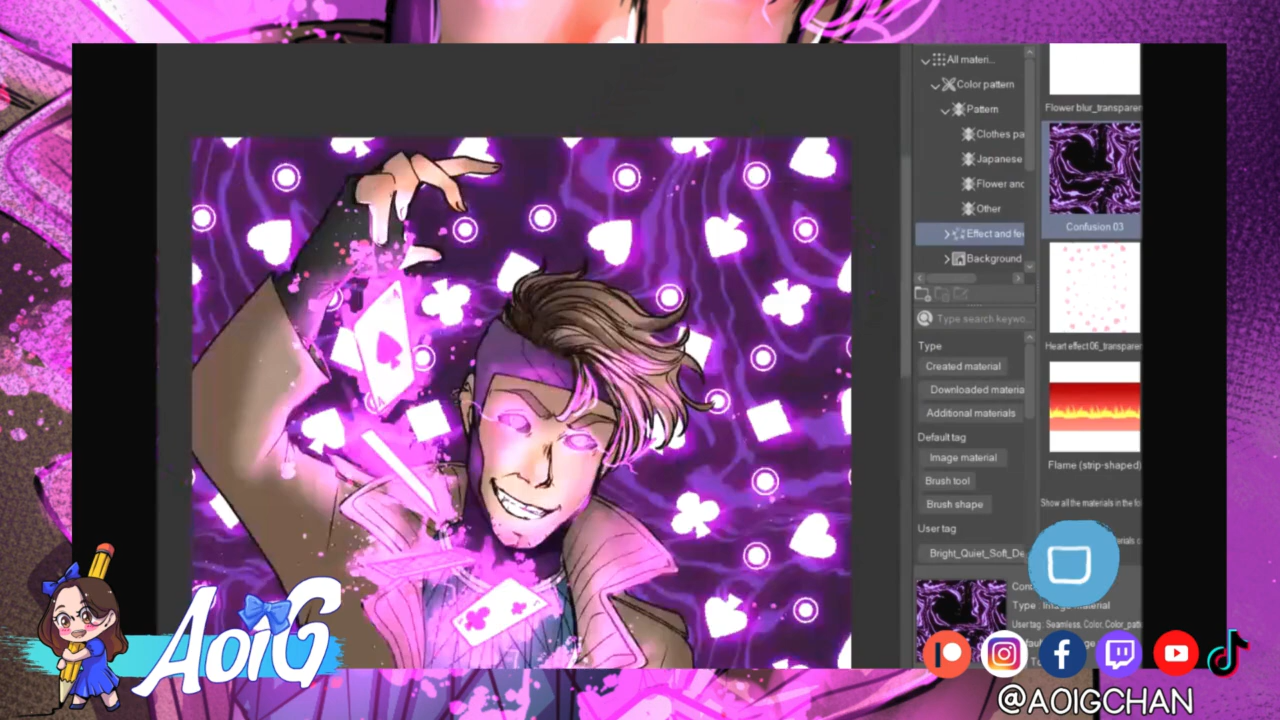 All materi...
Color pattern
Pattern
Clothes pa
Japanese
Flower and
Other
Effect and fe
Background
Type search keywo...
Type
Created material
Downloaded materia
Additional materials
Default tag
Image material
Brush tool
Brush shape
User tag
Bright_Quiet_Soft_De
Flower blur_transparen
Confusion 03
Heart effect 06_transparen
Flame (strip-shaped)
Show all the materials in the fo
Type
User tag: Seamless, Color, Color_patt
A
A
AoiG
@AOIGCHAN